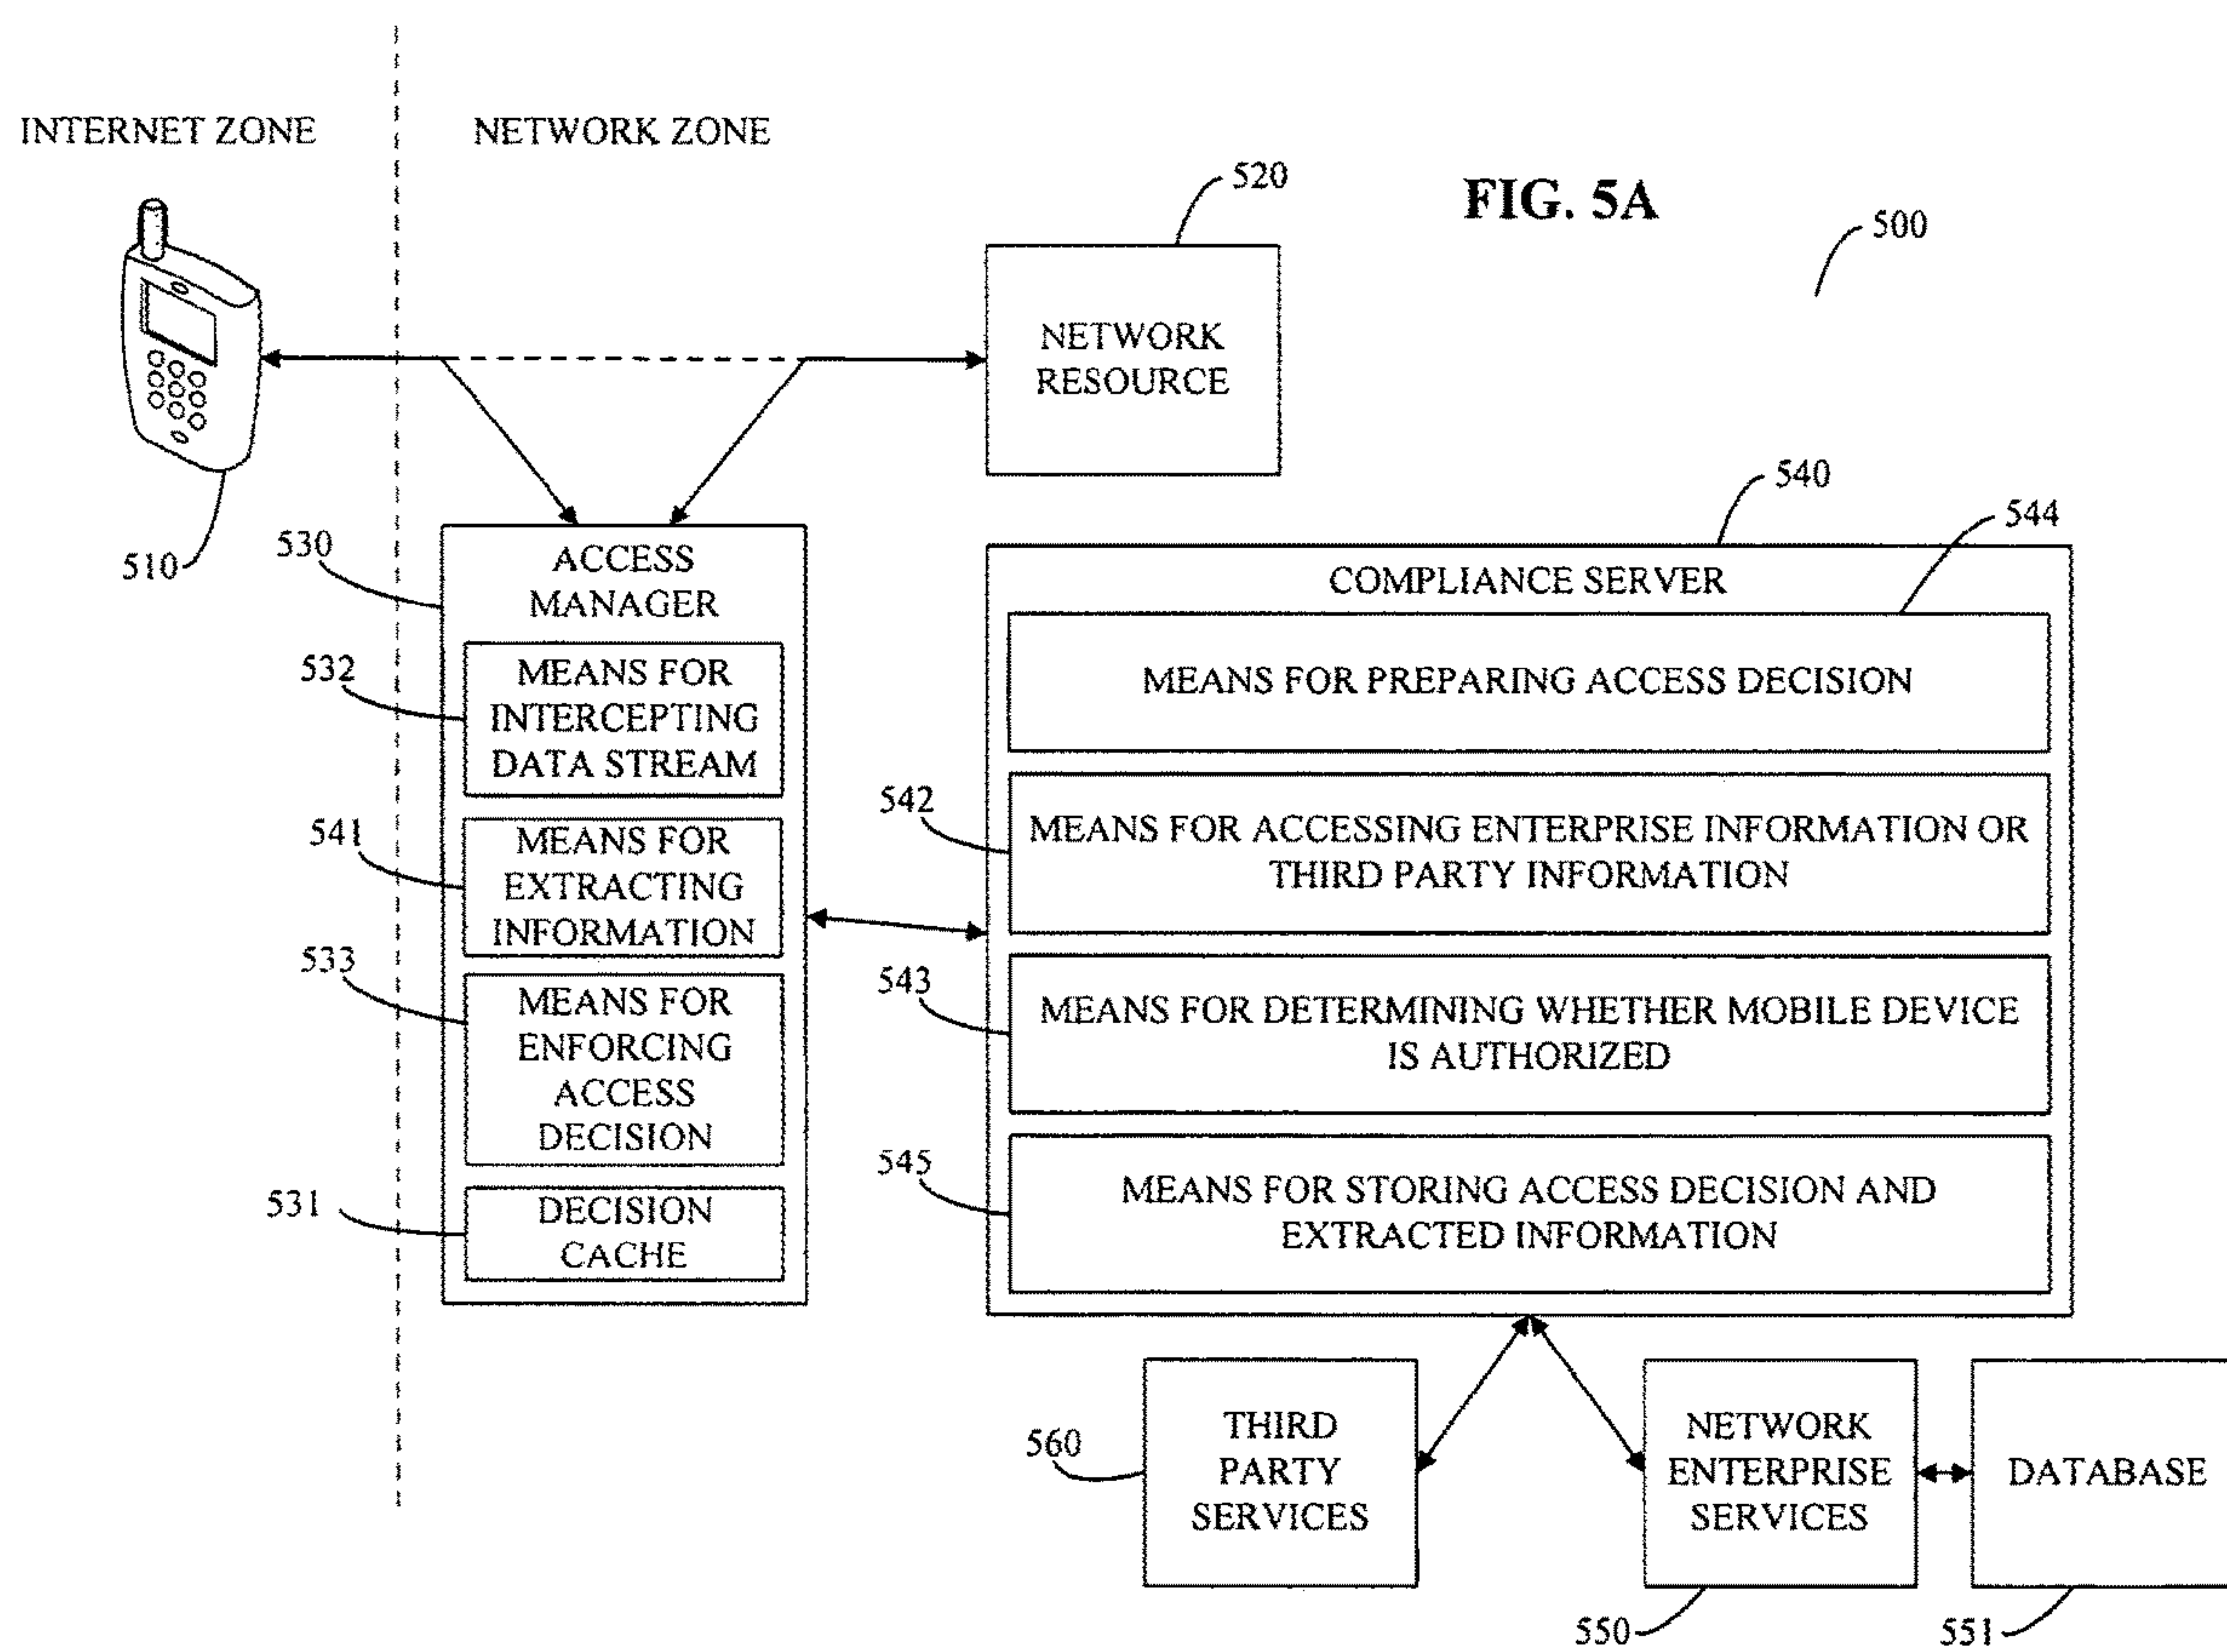 INTERNET ZONE
NETWORK ZONE
FIG. 5A
500
520
NETWORK
RESOURCE
510
530
ACCESS
MANAGER
532
MEANS FOR
INTERCEPTING
DATA STREAM
541
MEANS FOR
EXTRACTING
INFORMATION
533
MEANS FOR
ENFORCING
ACCESS
DECISION
531
DECISION
CACHE
540
544
COMPLIANCE SERVER
MEANS FOR PREPARING ACCESS DECISION
542
MEANS FOR ACCESSING ENTERPRISE INFORMATION OR
THIRD PARTY INFORMATION
543
MEANS FOR DETERMINING WHETHER MOBILE DEVICE
IS AUTHORIZED
545
MEANS FOR STORING ACCESS DECISION AND
EXTRACTED INFORMATION
560
THIRD
PARTY
SERVICES
NETWORK
ENTERPRISE
SERVICES
550
DATABASE
551